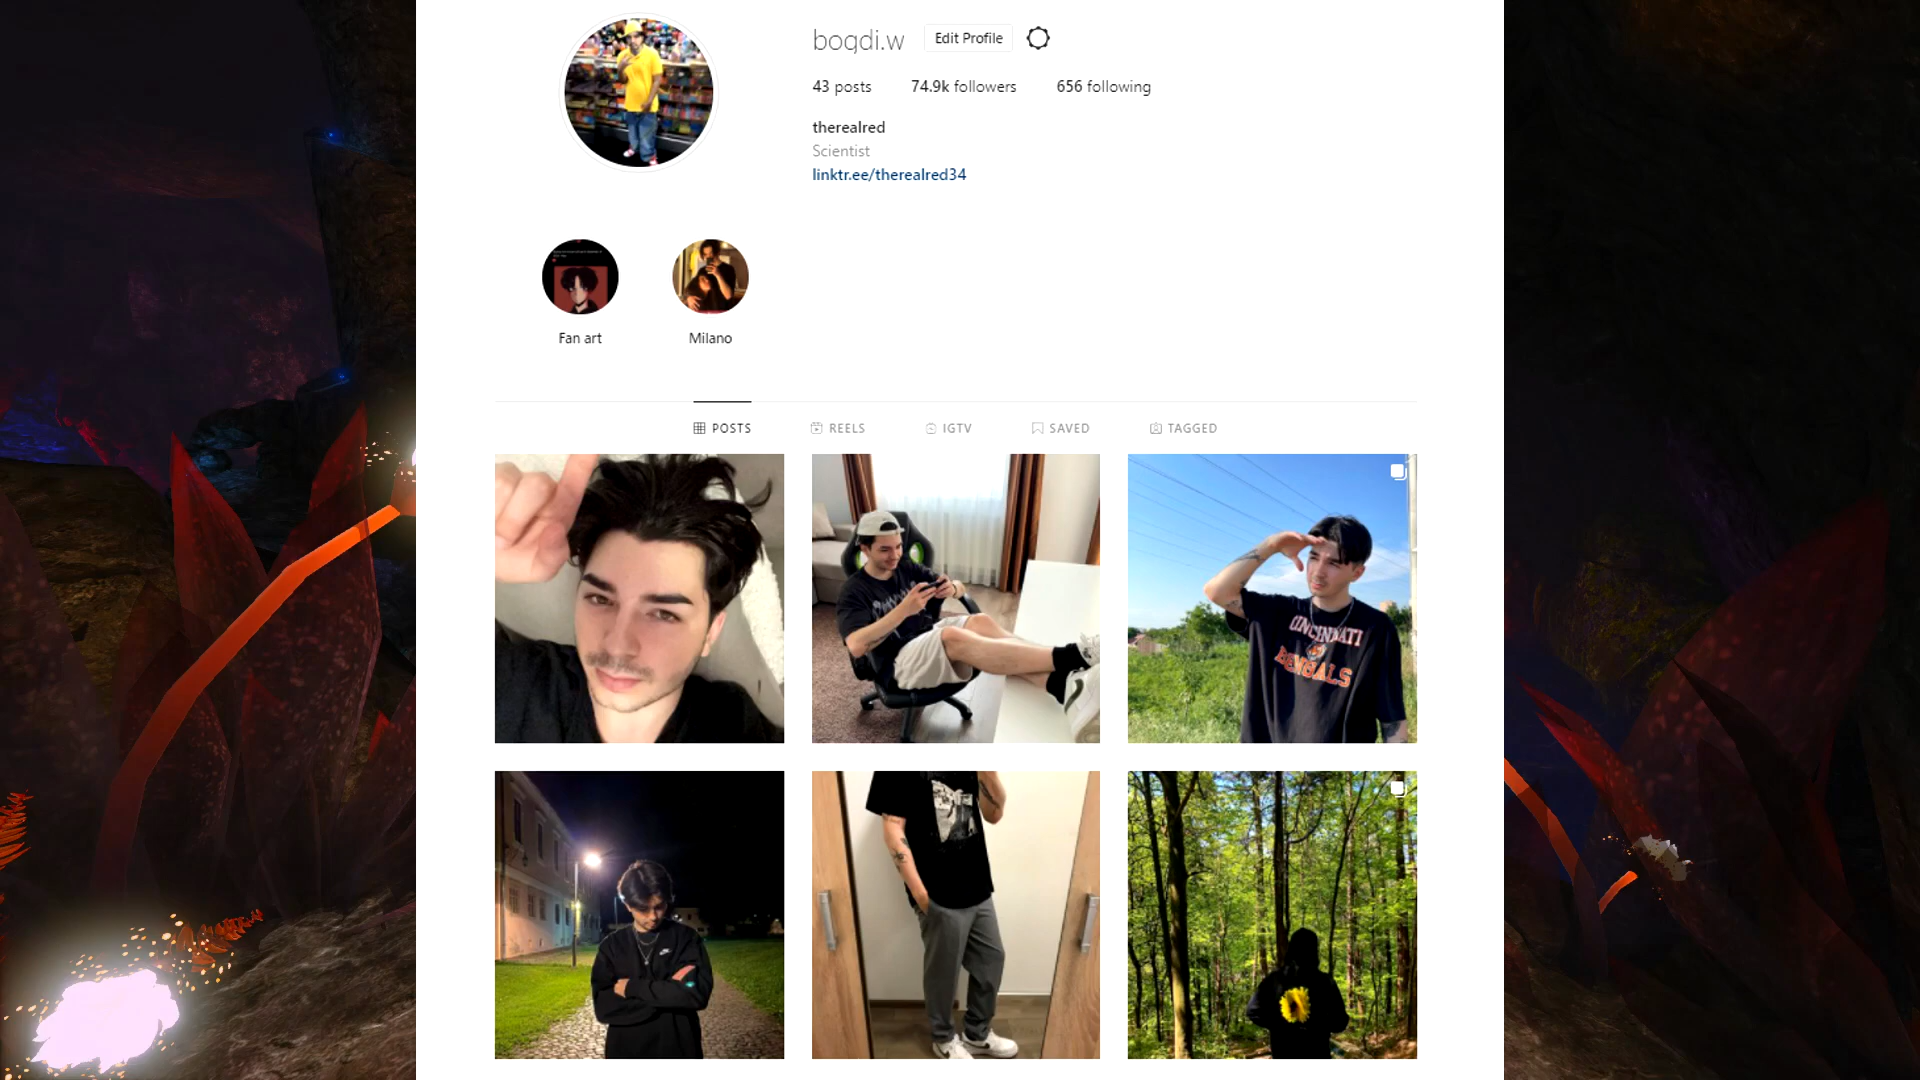 bogdi.w Edit Profile
43 posts 74.9k followers 656 following
therealred
Scientist
linktr.ee/therealred34
Fan art Milano
POSTS REELS IGTV SAVED TAGGED
CINCINNATI
BENGALS